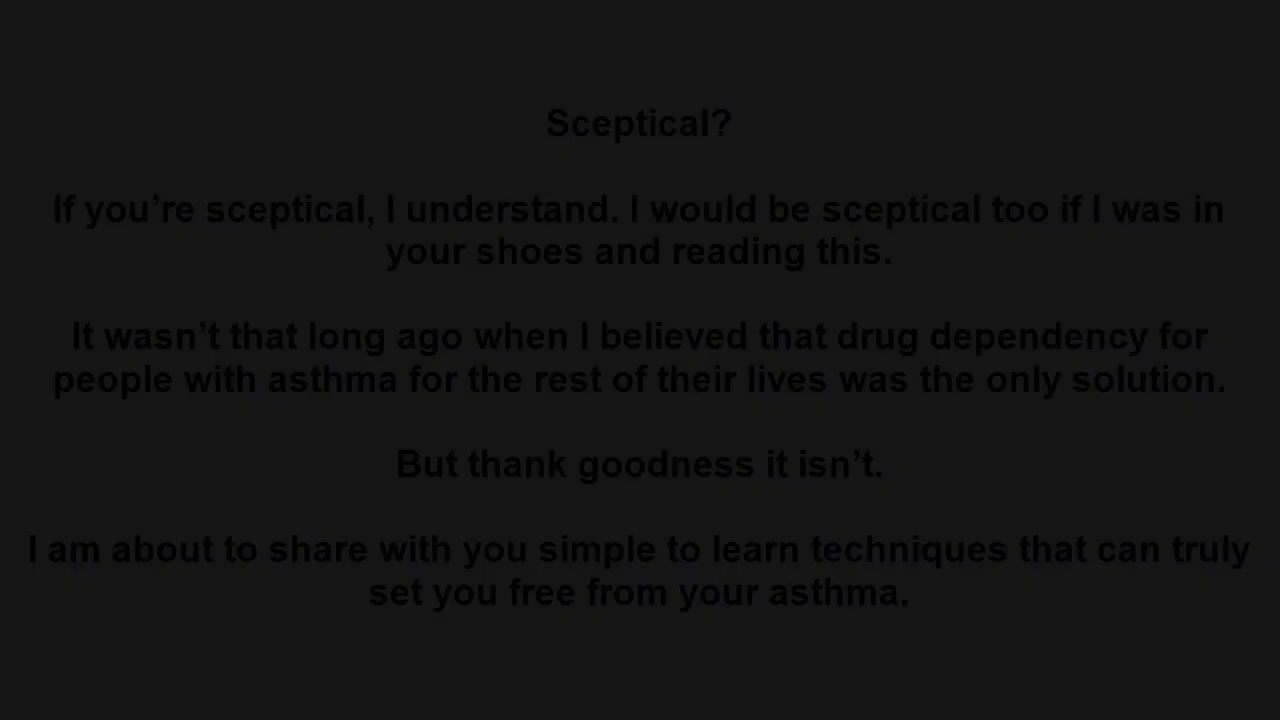 Sceptical?
If you’re sceptical, I understand. I would be sceptical too if I was in
your shoes and reading this.
It wasn’t that long ago when I believed that drug dependency for
people with asthma for the rest of their lives was the only solution.
But thank goodness it isn’t.
I am about to share with you simple to learn techniques that can truly
set you free from your asthma.